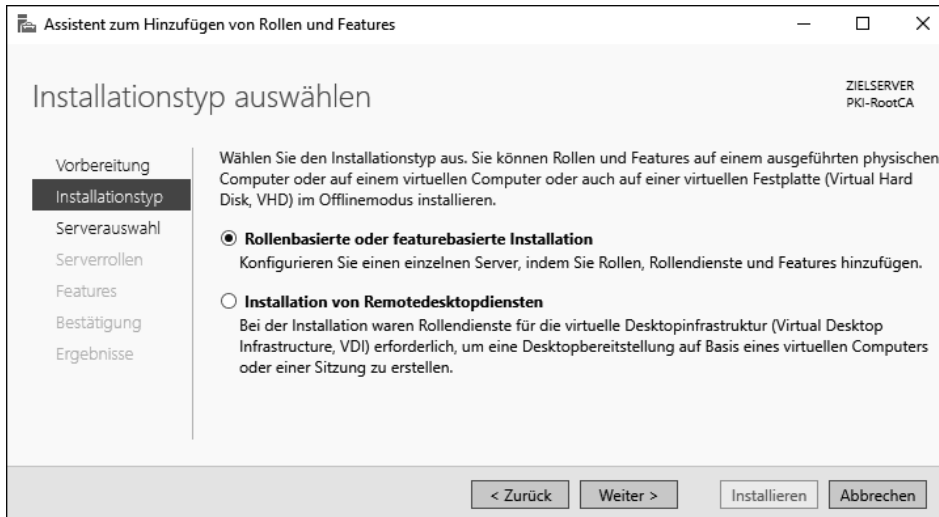 Assistent zum Hinzufügen von Rollen und Features
Installationstyp auswählen
ZIELSERVER
PKI-RootCA
Vorbereitung
Installationstyp
Serverauswahl
Serverrollen
Features
Bestätigung
Ergebnisse
Wählen Sie den Installationstyp aus. Sie können Rollen und Features auf einem ausgeführten physischen
Computer oder auf einem virtuellen Computer oder auch auf einer virtuellen Festplatte (Virtual Hard
Disk, VHD) im Offlinemodus installieren.
Rollenbasierte oder featurebasierte Installation
Konfigurieren Sie einen einzelnen Server, indem Sie Rollen, Rollendienste und Features hinzufügen.
Installation von Remotedesktopdiensten
Bei der Installation waren Rollendienste für die virtuelle Desktopinfrastruktur (Virtual Desktop
Infrastructure, VDI) erforderlich, um eine Desktopbereitstellung auf Basis eines virtuellen Computers
oder einer Sitzung zu erstellen.
< Zurück
Weiter >
Installieren
Abbrechen